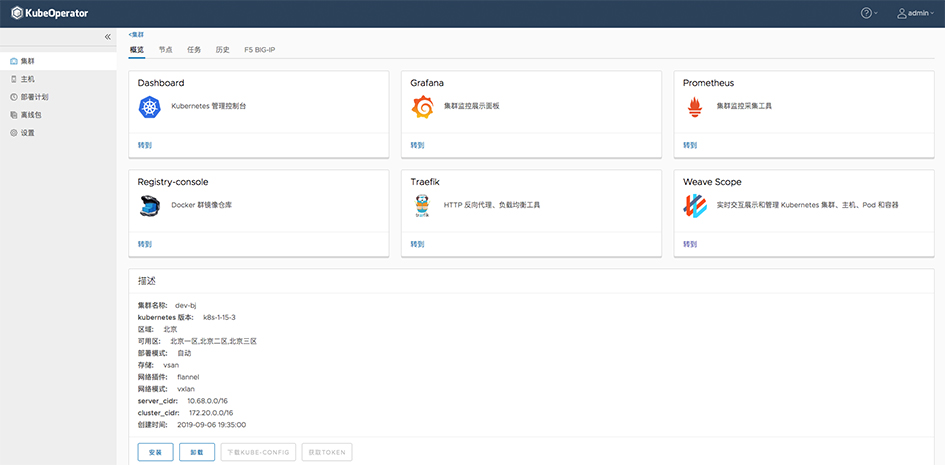 KubeOperator
admin
集群
主机
部署计划
离线包
设置
<集群
概览 节点 任务 历史 F5 BIG-IP
Dashboard
Kubernetes 管理控制台
转到
Grafana
集群监控展示面板
转到
Prometheus
集群监控采集工具
转到
Registry-console
Docker 群镜像仓库
转到
Traefik
træfik
HTTP 反向代理、负载均衡工具
转到
Weave Scope
实时交互展示和管理 Kubernetes 集群、主机、Pod 和容器
转到
描述
集群名称: dev-bj
kubernetes 版本: k8s-1-15-3
区域: 北京
可用区: 北京一区,北京二区,北京三区
部署模式: 自动
存储: vsan
网络插件: flannel
网络模式: vxlan
server_cidr: 10.68.0.0/16
cluster_cidr: 172.20.0.0/16
创建时间: 2019-09-06 19:35:00
安装 卸载 下载KUBE-CONFIG 获取TOKEN